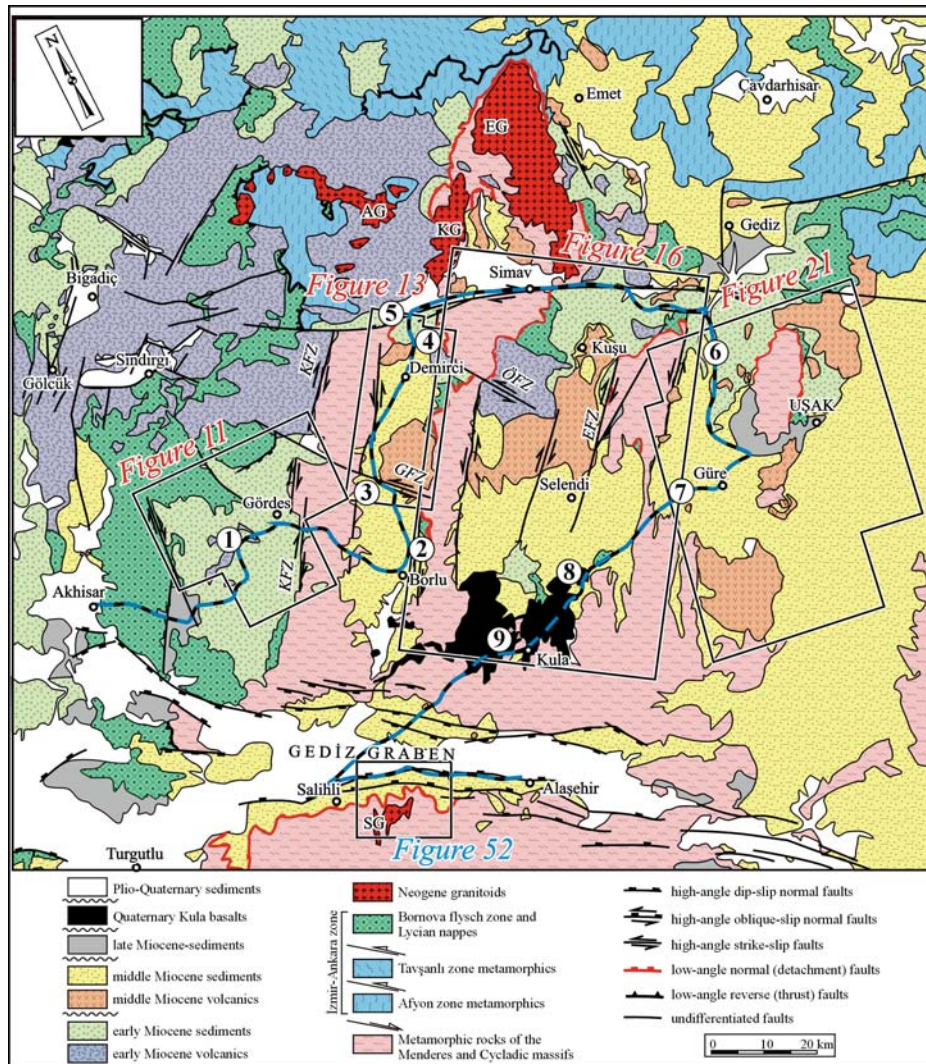 N
Emet
Çavdarhisar
EG
AG
KG
Gediz
Figure 16
Bigadiç
Simav
Figure 13
Figure 21
5
4
6
KFZ
Kuşu
Sındırgı
Demirci
ÖFZ
Gölcük
UŞAK
EFZ
Figure 11
GFZ
Güre
3
7
Selendi
Gördes
1
2
KFZ
8
Borlu
Akhisar
9
Kula
GEDİZ GRABEN
Salihli
Alaşehir
SG
Figure 52
Turgutlu
Plio-Quaternary sediments
Quaternary Kula basalts
late Miocene-sediments
middle Miocene sediments
middle Miocene volcanics
early Miocene sediments
early Miocene volcanics
İzmir-Ankara zone
Neogene granitoids
Bornova flysch zone and
Lycian nappes
Tavşanlı zone metamorphics
Afyon zone metamorphics
Metamorphic rocks of the
Menderes and Cycladic massifs
high-angle dip-slip normal faults
high-angle oblique-slip normal faults
high-angle strike-slip faults
low-angle normal (detachment) faults
low-angle reverse (thrust) faults
undifferentiated faults
0 10 20 km